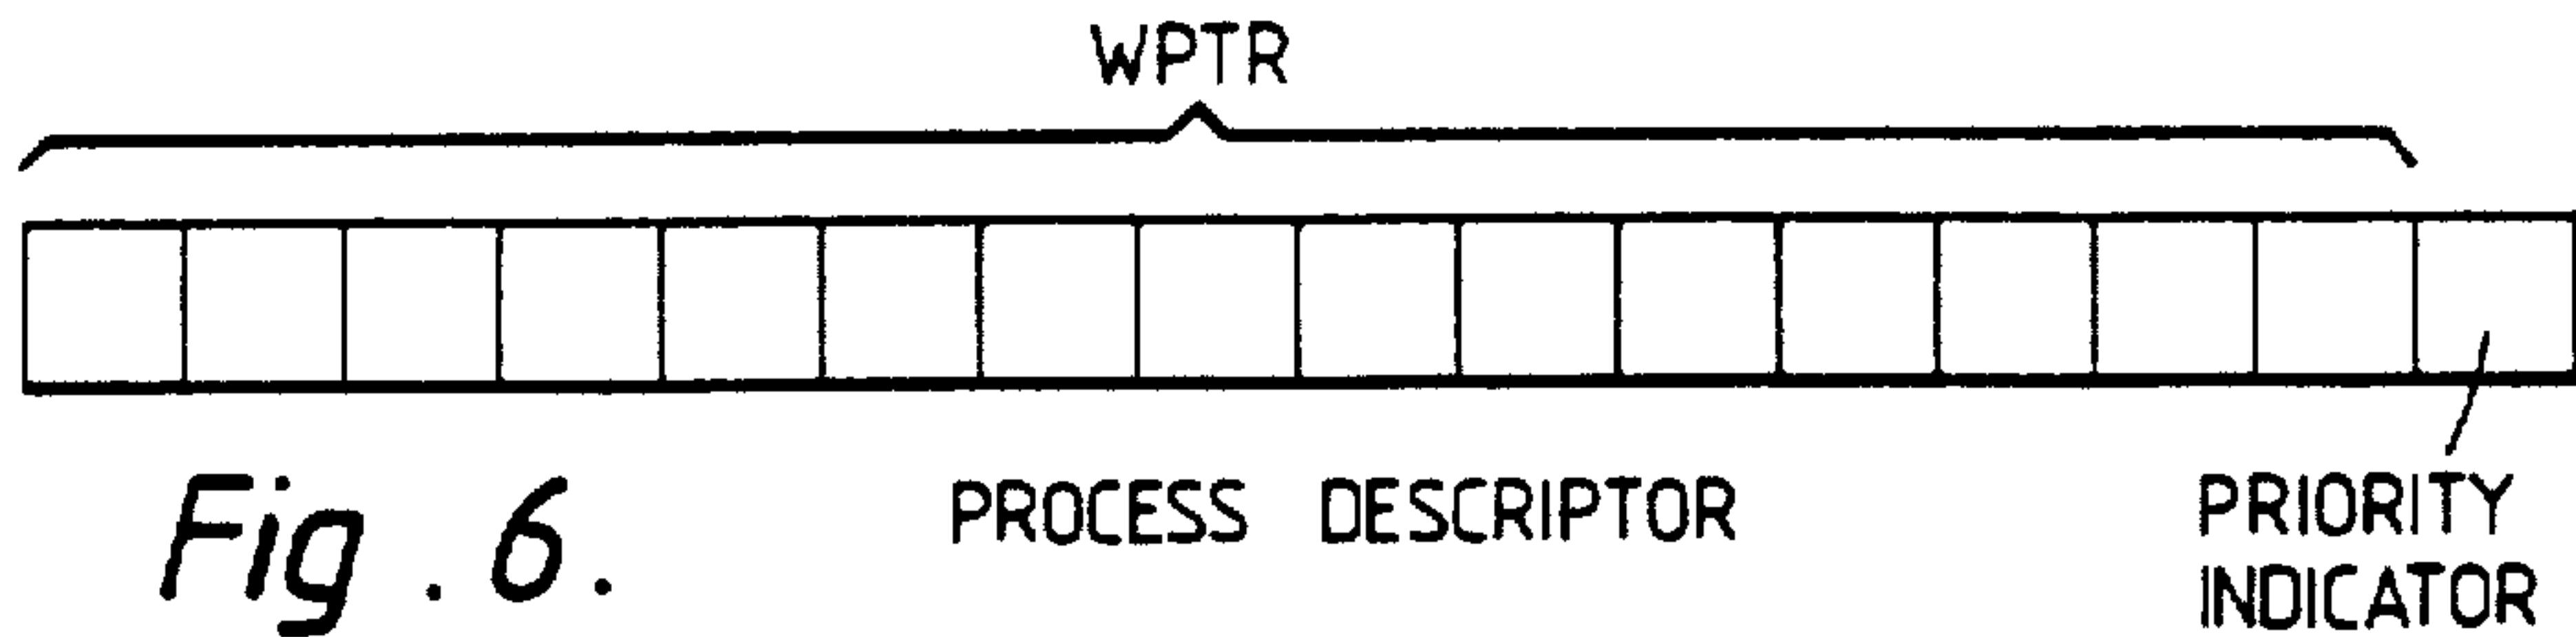 WPTR
Fig. 6.
PROCESS DESCRIPTOR
PRIORITY
INDICATOR